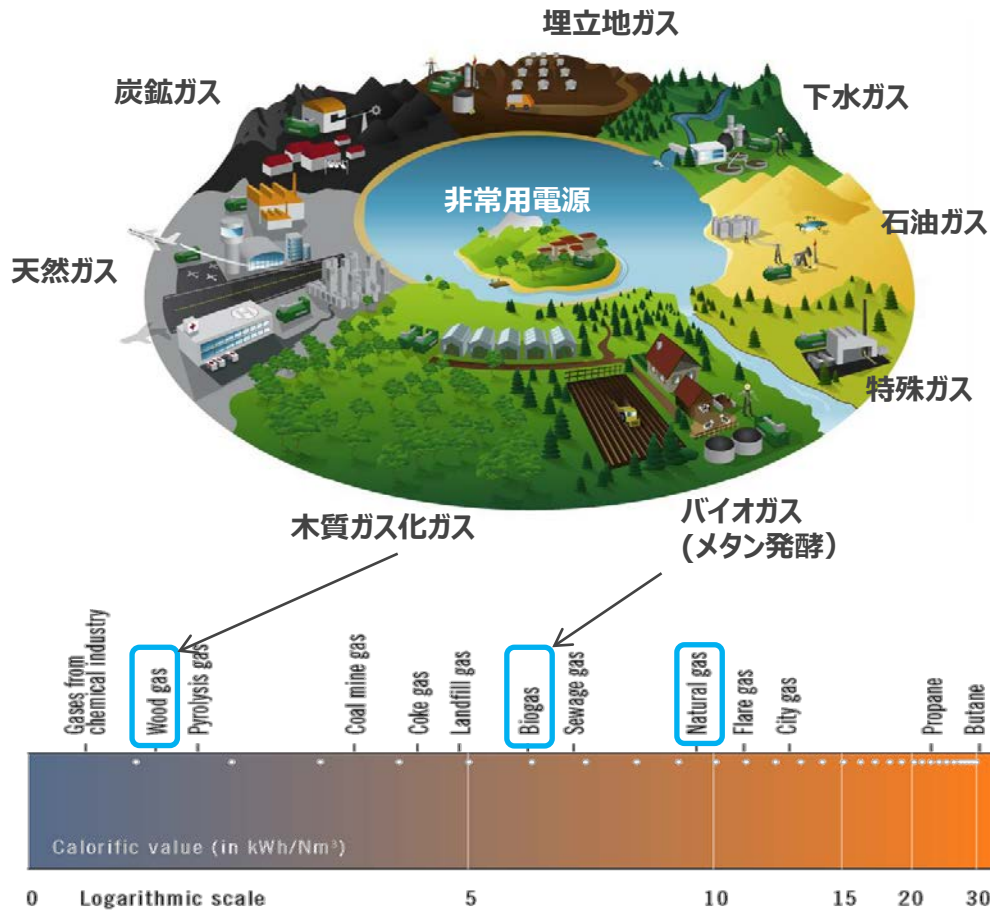 埋立地ガス
炭鉱ガス
下水ガス
非常用電源
石油ガス
天然ガス
特殊ガス
木質ガス化ガス
バイオガス
(メタン発酵）
Gases from
chemical industry
Wood gas
Pyrolysis gas
Coal mine gas
Coke gas
Landfill gas
Biogas
Sewage gas
Natural gas
Flare gas
City gas
Propane
Butane
Calorific value (in kWh/Nm³)
0 Logarithmic scale 5 10 15 20 30